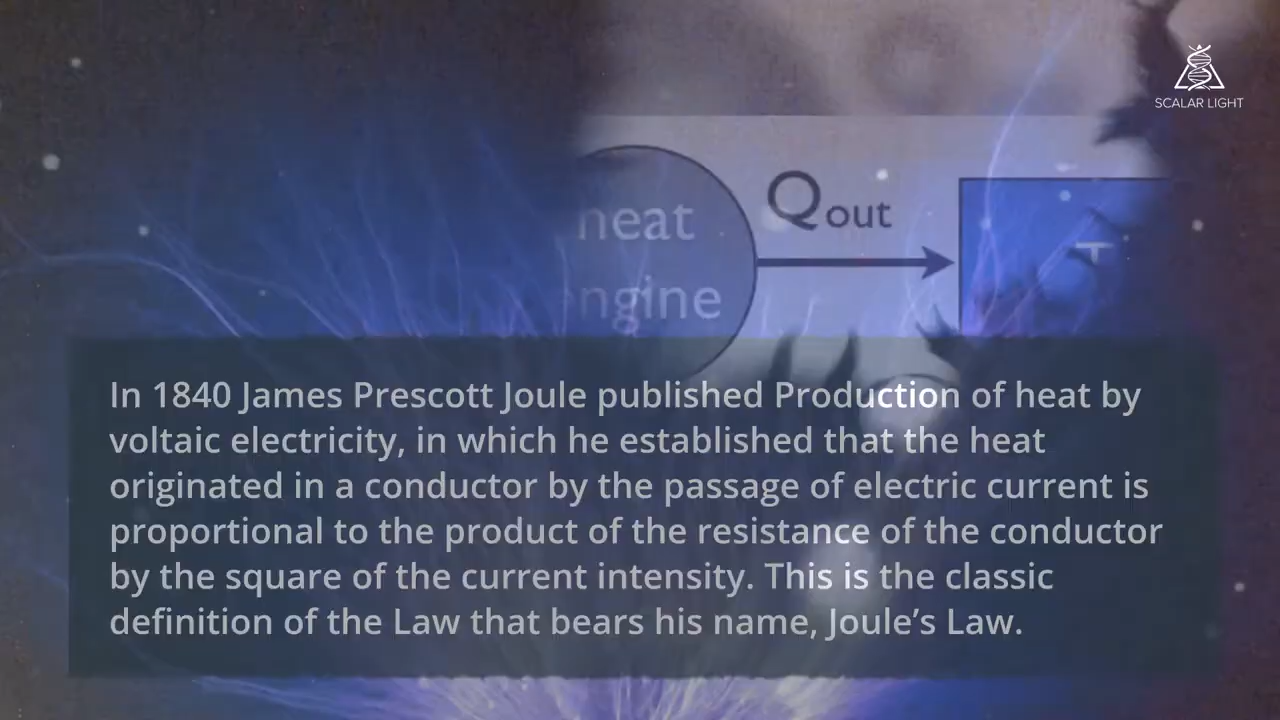 SCALAR LIGHT
Qout
heat
engine
T
In 1840 James Prescott Joule published Production of heat by
voltaic electricity, in which he established that the heat
originated in a conductor by the passage of electric current is
proportional to the product of the resistance of the conductor
by the square of the current intensity. This is the classic
definition of the Law that bears his name, Joule’s Law.